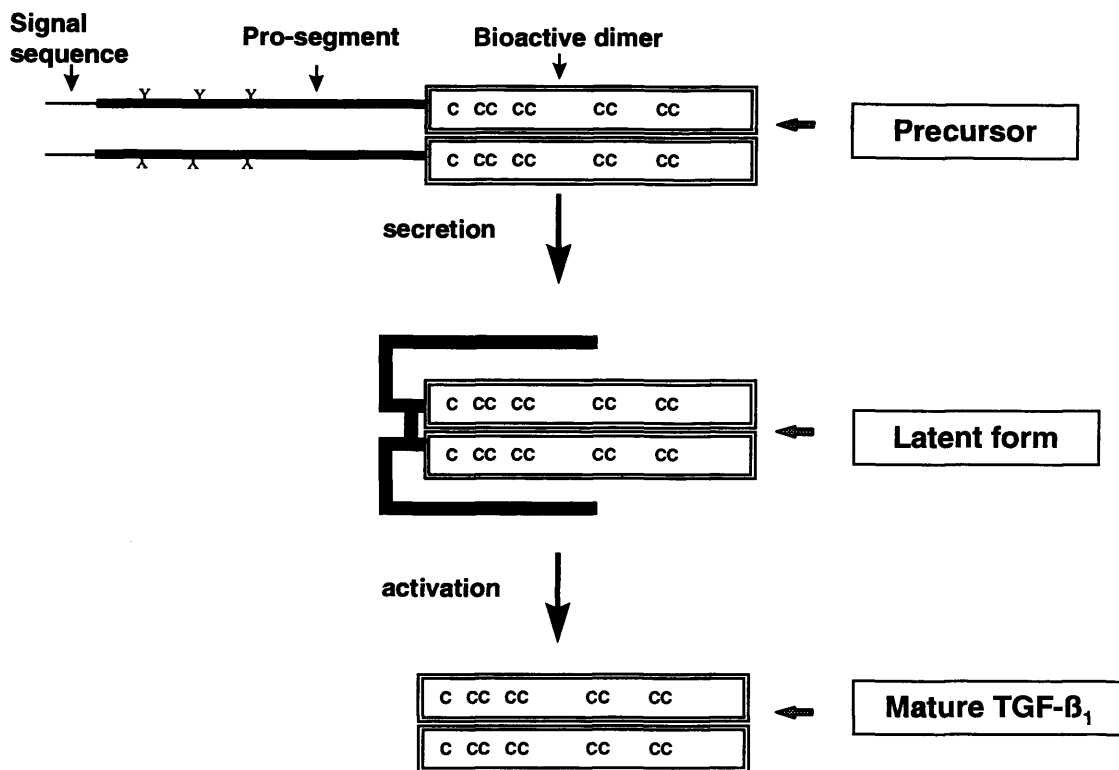 Signal
sequence
Pro-segment
Bioactive dimer
Y Y Y
C CC CC CC CC
Precursor
Y Y Y
C CC CC CC CC
secretion
C CC CC CC CC
Latent form
C CC CC CC CC
activation
C CC CC CC CC
Mature TGF-ß₁
C CC CC CC CC